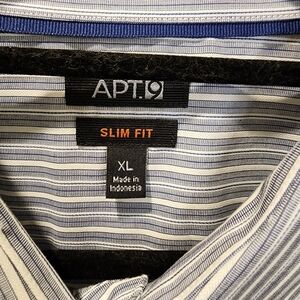 APT.9
SLIM FIT
XL
Made in
Indonesia